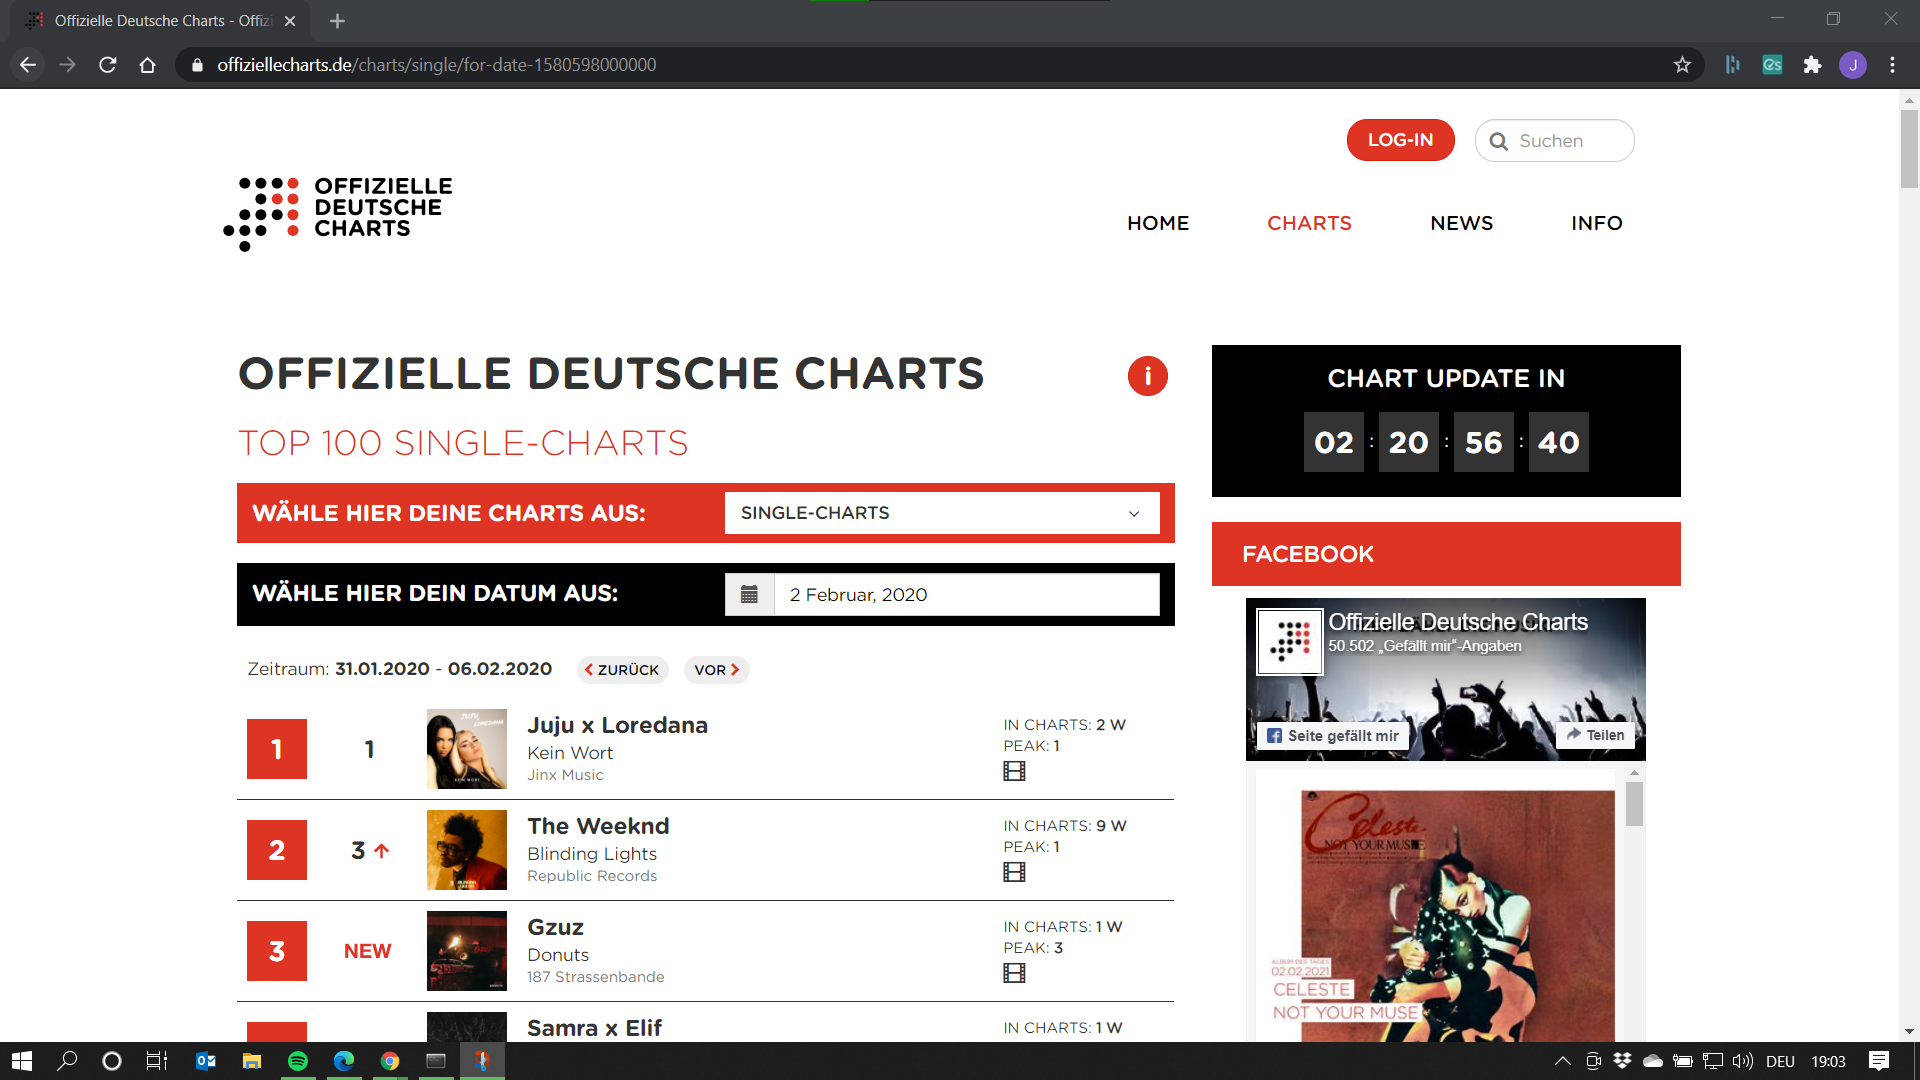 Offizielle Deutsche Charts - Offiz
offiziellecharts.de/charts/single/for-date-1580598000000
J
LOG-IN
Suchen
OFFIZIELLE
DEUTSCHE
CHARTS
HOME
CHARTS
NEWS
INFO
OFFIZIELLE DEUTSCHE CHARTS
i
TOP 100 SINGLE-CHARTS
WÄHLE HIER DEINE CHARTS AUS:
SINGLE-CHARTS
WÄHLE HIER DEIN DATUM AUS:
2 Februar, 2020
Zeitraum: 31.01.2020 - 06.02.2020
ZURÜCK
VOR
1
1
Juju x Loredana
Kein Wort
Jinx Music
IN CHARTS: 2 W
PEAK: 1
2
3
The Weeknd
Blinding Lights
Republic Records
IN CHARTS: 9 W
PEAK: 1
3
NEW
Gzuz
Donuts
187 Strassenbande
IN CHARTS: 1 W
PEAK: 3
Samra x Elif
IN CHARTS: 1 W
CHART UPDATE IN
02 : 20 : 56 : 40
FACEBOOK
Offizielle Deutsche Charts
50.502 „Gefällt mir“-Angaben
Seite gefällt mir
Teilen
Celeste
NOT YOUR MUSE
ALBUM DES TAGES
02.02.2021
CELESTE
NOT YOUR MUSE
DEU
19:03